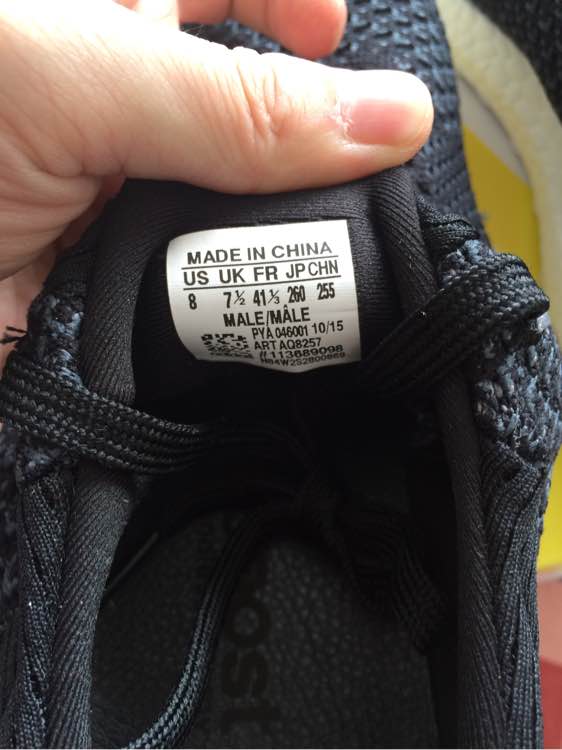 MADE IN CHINA
US UK FR JP CHN
8 7½ 41⅓ 260 255
MALE/MÂLE
PYA 046001 10/15
ART AQ8257
#113689098
ost